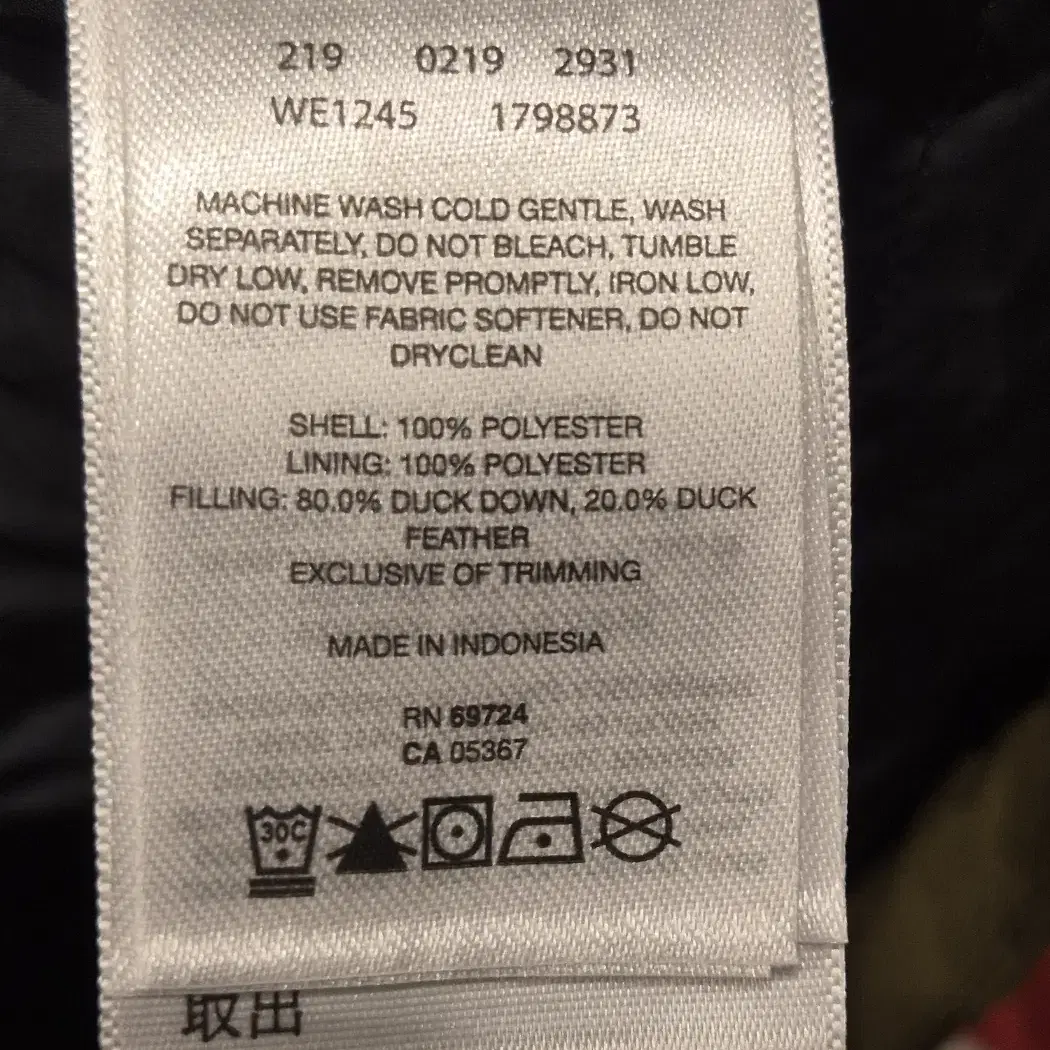 219 0219 2931
WE1245 1798873
MACHINE WASH COLD GENTLE, WASH
SEPARATELY, DO NOT BLEACH, TUMBLE
DRY LOW, REMOVE PROMPTLY, IRON LOW,
DO NOT USE FABRIC SOFTENER, DO NOT
DRYCLEAN
SHELL: 100% POLYESTER
LINING: 100% POLYESTER
FILLING: 80.0% DUCK DOWN, 20.0% DUCK
FEATHER
EXCLUSIVE OF TRIMMING
MADE IN INDONESIA
RN 69724
CA 05367
30C
取出